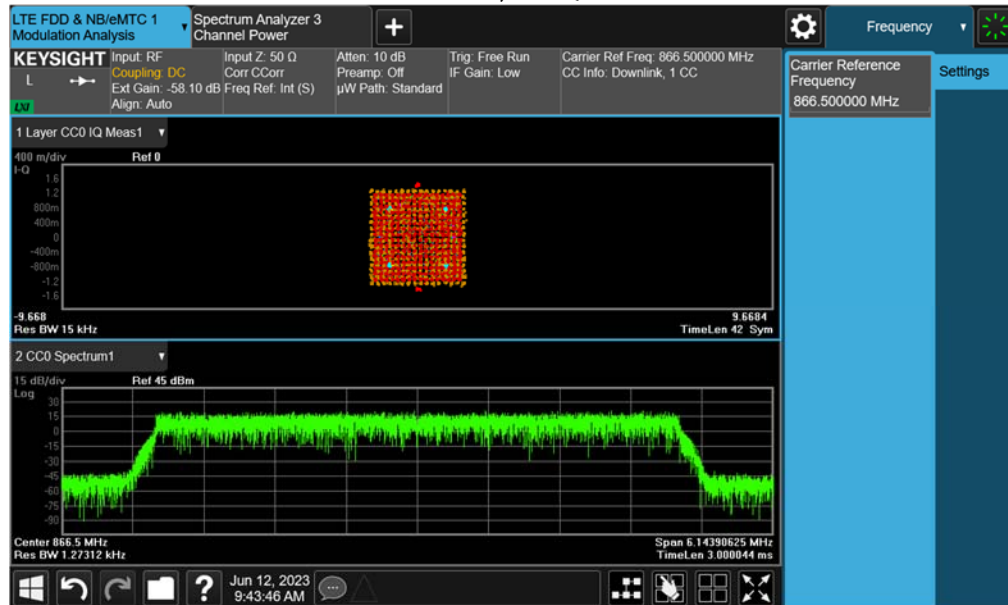 LTE FDD & NB/eMTC 1
Modulation Analysis
Spectrum Analyzer 3
Channel Power
Frequency
KEYSIGHT
L
LXI
Input: RF
Coupling: DC
Ext Gain: -58.10 dB
Align: Auto
Input Z: 50 Ω
Corr CCorr
Freq Ref: Int (S)
Atten: 10 dB
Preamp: Off
µW Path: Standard
Trig: Free Run
IF Gain: Low
Carrier Ref Freq: 866.500000 MHz
CC Info: Downlink, 1 CC
Carrier Reference
Frequency
866.500000 MHz
Settings
1 Layer CC0 IQ Meas1
400 m/div
Ref 0
I-Q
1.6
1.2
800m
400m
0
-400m
-800m
-1.2
-1.6
-9.668
9.6684
Res BW 15 kHz
TimeLen 42 Sym
2 CC0 Spectrum1
15 dB/div
Ref 45 dBm
Log
30
15
0
-15
-30
-45
-60
-75
-90
Center 866.5 MHz
Span 6.14390625 MHz
Res BW 1.27312 kHz
TimeLen 3.000044 ms
?
Jun 12, 2023
9:43:46 AM